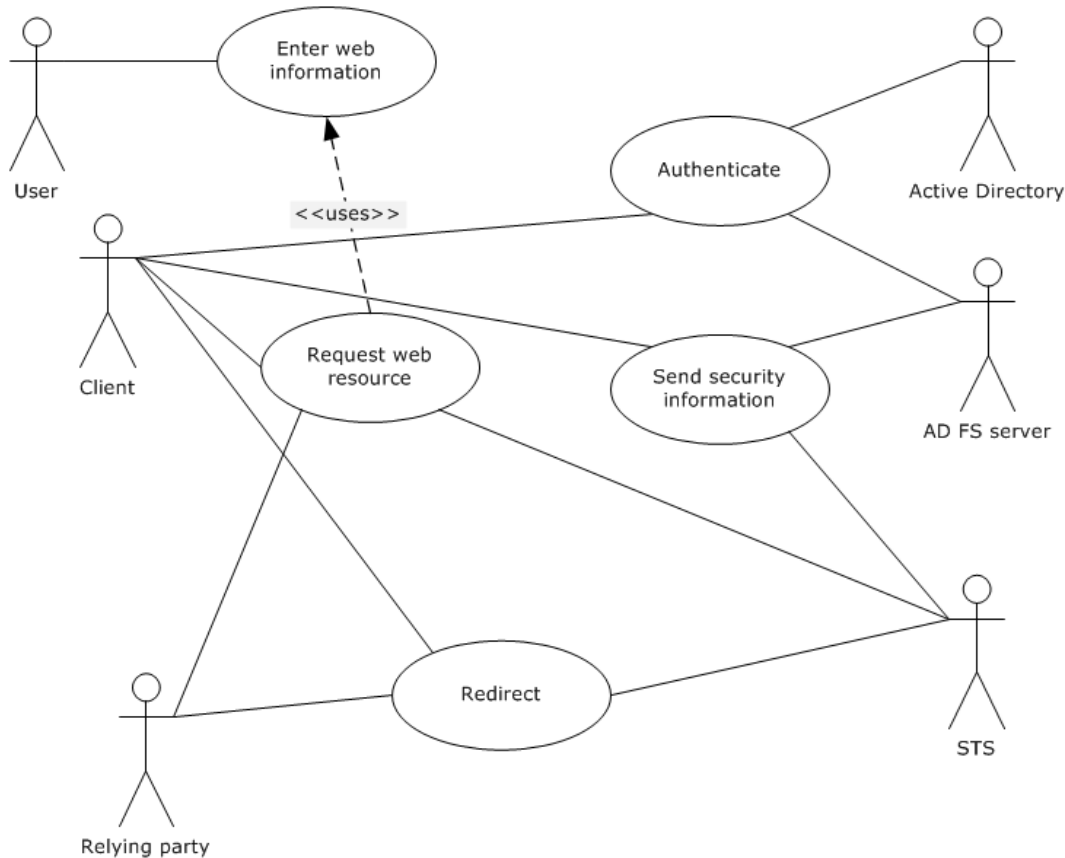 Enter web
information
User
Authenticate
Active Directory
<<uses>>
Client
Request web
resource
Send security
information
AD FS server
Redirect
STS
Relying party